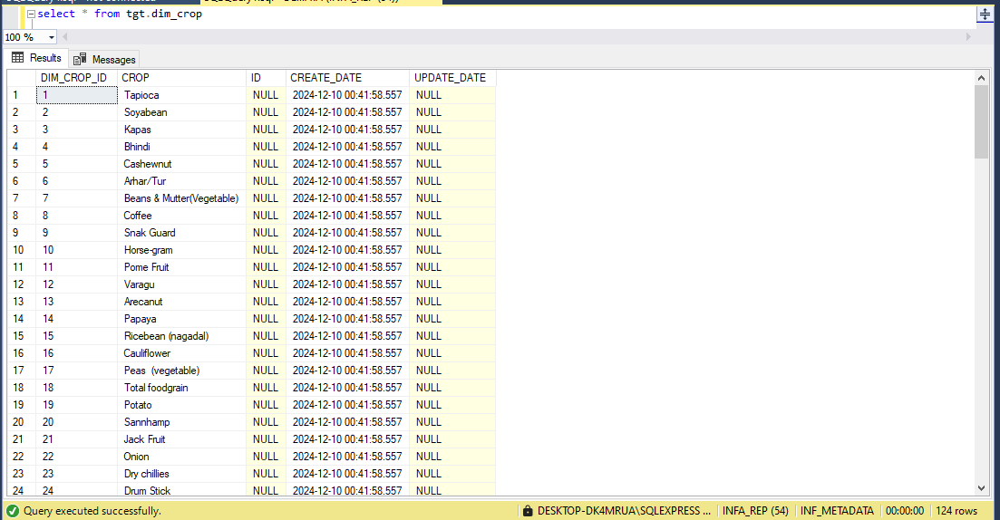 select * from tgt.dim_crop
100 %
Results Messages
DIM_CROP_ID CROP ID CREATE_DATE UPDATE_DATE
1 1 Tapioca NULL 2024-12-10 00:41:58.557 NULL
2 2 Soyabean NULL 2024-12-10 00:41:58.557 NULL
3 3 Kapas NULL 2024-12-10 00:41:58.557 NULL
4 4 Bhindi NULL 2024-12-10 00:41:58.557 NULL
5 5 Cashewnut NULL 2024-12-10 00:41:58.557 NULL
6 6 Arhar/Tur NULL 2024-12-10 00:41:58.557 NULL
7 7 Beans & Mutter(Vegetable) NULL 2024-12-10 00:41:58.557 NULL
8 8 Coffee NULL 2024-12-10 00:41:58.557 NULL
9 9 Snak Guard NULL 2024-12-10 00:41:58.557 NULL
10 10 Horse-gram NULL 2024-12-10 00:41:58.557 NULL
11 11 Pome Fruit NULL 2024-12-10 00:41:58.557 NULL
12 12 Varagu NULL 2024-12-10 00:41:58.557 NULL
13 13 Arecanut NULL 2024-12-10 00:41:58.557 NULL
14 14 Papaya NULL 2024-12-10 00:41:58.557 NULL
15 15 Ricebean (nagadal) NULL 2024-12-10 00:41:58.557 NULL
16 16 Cauliflower NULL 2024-12-10 00:41:58.557 NULL
17 17 Peas  (vegetable) NULL 2024-12-10 00:41:58.557 NULL
18 18 Total foodgrain NULL 2024-12-10 00:41:58.557 NULL
19 19 Potato NULL 2024-12-10 00:41:58.557 NULL
20 20 Sannhamp NULL 2024-12-10 00:41:58.557 NULL
21 21 Jack Fruit NULL 2024-12-10 00:41:58.557 NULL
22 22 Onion NULL 2024-12-10 00:41:58.557 NULL
23 23 Dry chillies NULL 2024-12-10 00:41:58.557 NULL
24 24 Drum Stick NULL 2024-12-10 00:41:58.557 NULL
Query executed successfully. DESKTOP-DK4MRUA\SQLEXPRESS ... INFA_REP (54) INF_METADATA 00:00:00 124 rows